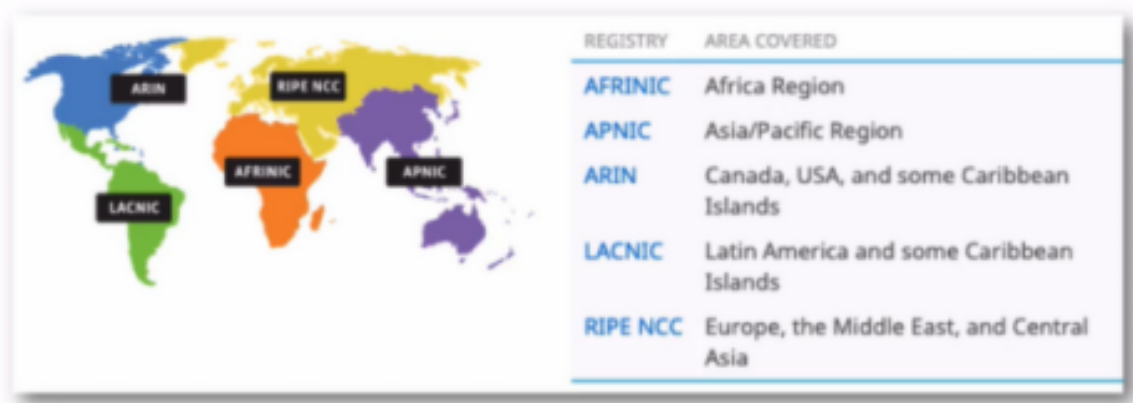 ARIN
RIPE NCC
AFRINIC
APNIC
LACNIC
REGISTRY AREA COVERED
AFRINIC Africa Region
APNIC Asia/Pacific Region
ARIN Canada, USA, and some Caribbean
Islands
LACNIC Latin America and some Caribbean
Islands
RIPE NCC Europe, the Middle East, and Central
Asia